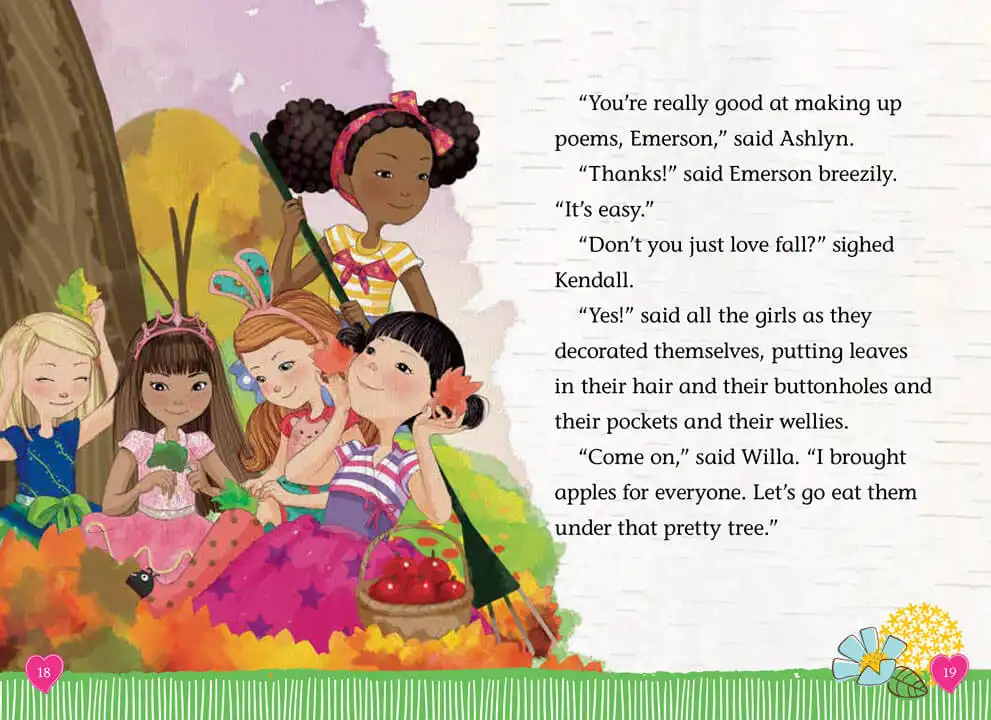 “You’re really good at making up
poems, Emerson,” said Ashlyn.
“Thanks!” said Emerson breezily.
“It’s easy.”
“Don’t you just love fall?” sighed
Kendall.
“Yes!” said all the girls as they
decorated themselves, putting leaves
in their hair and their buttonholes and
their pockets and their wellies.
“Come on,” said Willa. “I brought
apples for everyone. Let’s go eat them
under that pretty tree.”
18
19